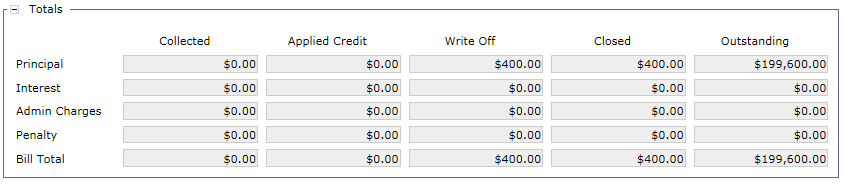 Totals
Collected Applied Credit Write Off Closed Outstanding
Principal $0.00 $0.00 $400.00 $400.00 $199,600.00
Interest $0.00 $0.00 $0.00 $0.00 $0.00
Admin Charges $0.00 $0.00 $0.00 $0.00 $0.00
Penalty $0.00 $0.00 $0.00 $0.00 $0.00
Bill Total $0.00 $0.00 $400.00 $400.00 $199,600.00